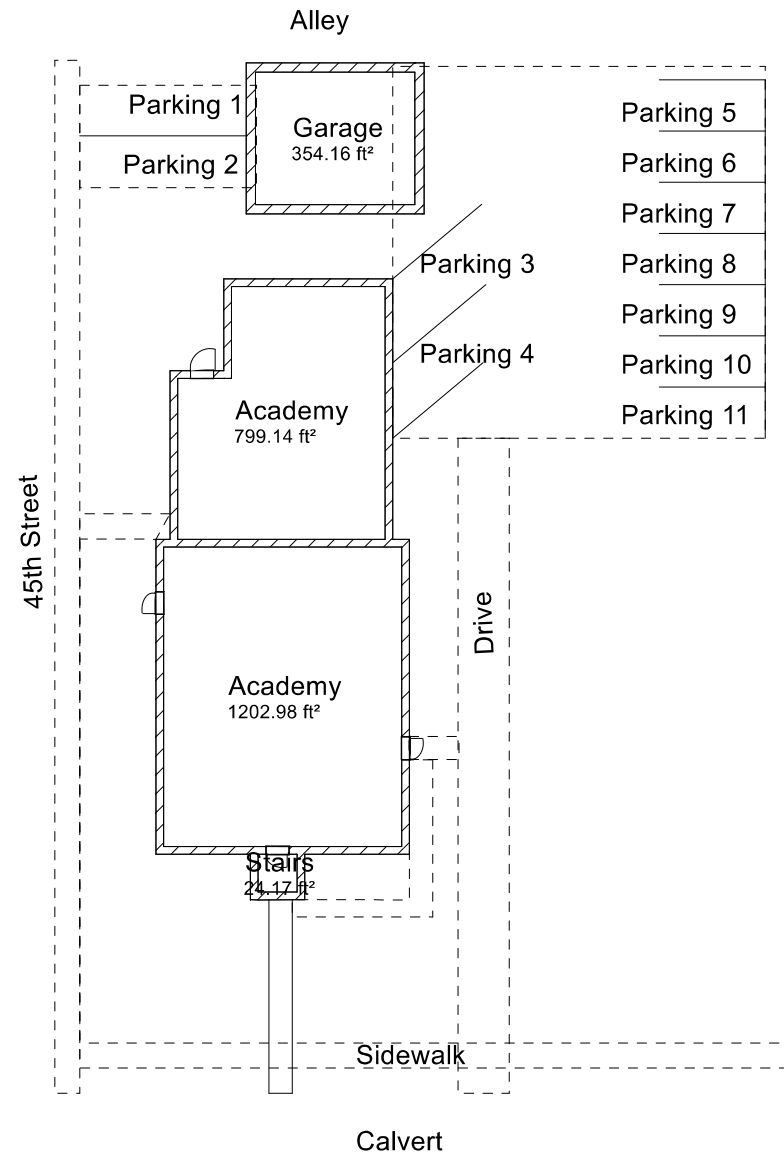 Alley
Parking 1
Garage
354.16 ft²
Parking 2
Parking 5
Parking 6
Parking 7
Parking 8
Parking 9
Parking 10
Parking 11
Parking 3
Parking 4
Academy
799.14 ft²
45th Street
Drive
Academy
1202.98 ft²
Stairs
24.17 ft²
Sidewalk
Calvert